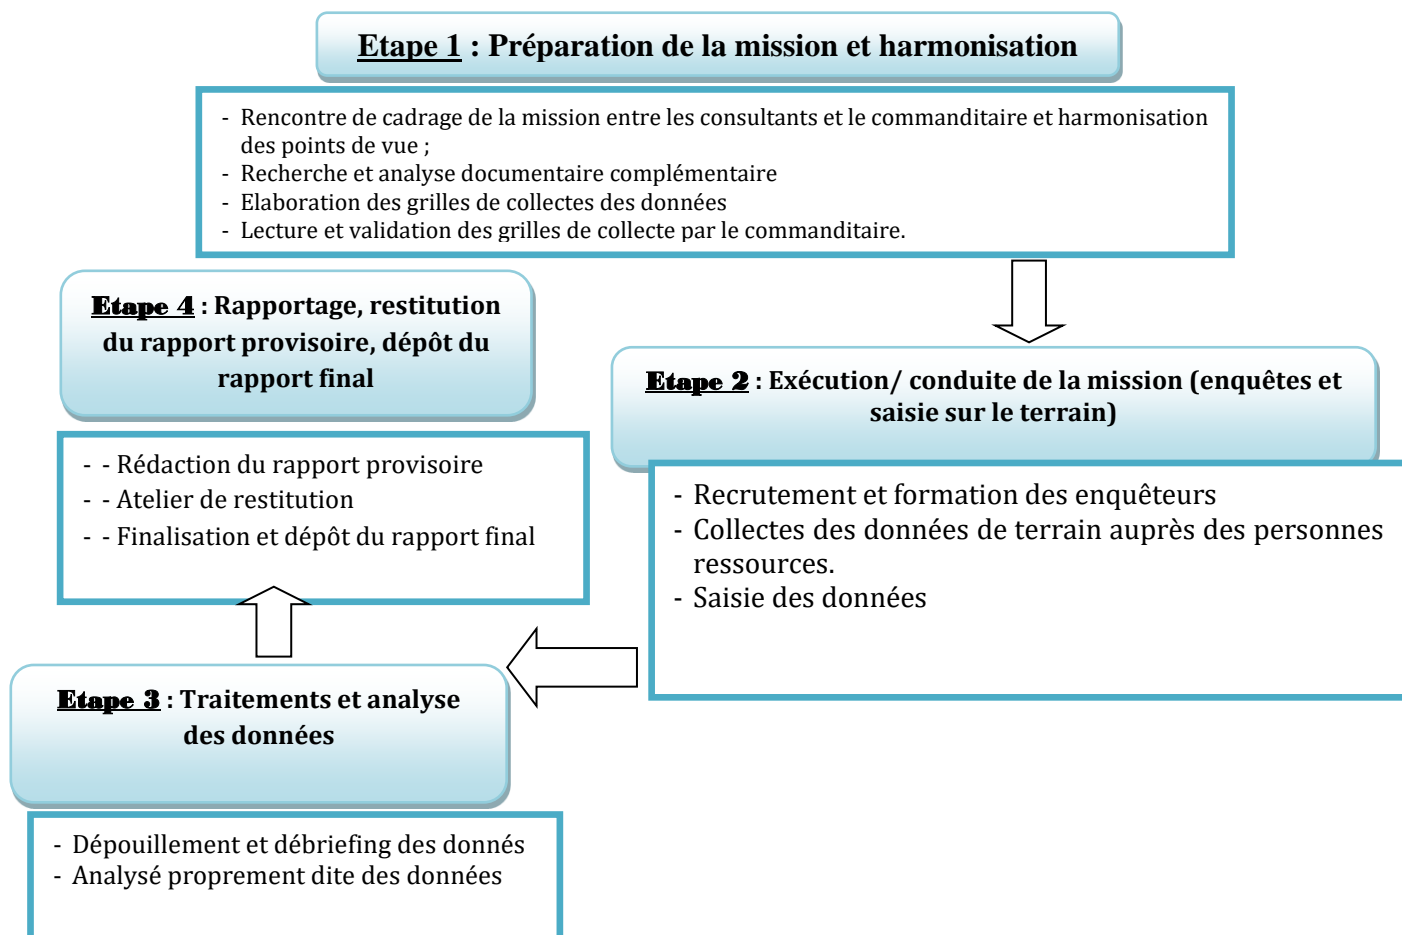 Etape 1 : Préparation de la mission et harmonisation
- Rencontre de cadrage de la mission entre les consultants et le commanditaire et harmonisation
des points de vue ;
- Recherche et analyse documentaire complémentaire
- Elaboration des grilles de collectes des données
- Lecture et validation des grilles de collecte par le commanditaire.
Etape 2 : Exécution/ conduite de la mission (enquêtes et
saisie sur le terrain)
- Recrutement et formation des enquêteurs
- Collectes des données de terrain auprès des personnes
ressources.
- Saisie des données
Etape 3 : Traitements et analyse
des données
- Dépouillement et débriefing des donnés
- Analysé proprement dite des données
Etape 4 : Rapportage, restitution
du rapport provisoire, dépôt du
rapport final
- - Rédaction du rapport provisoire
- - Atelier de restitution
- - Finalisation et dépôt du rapport final